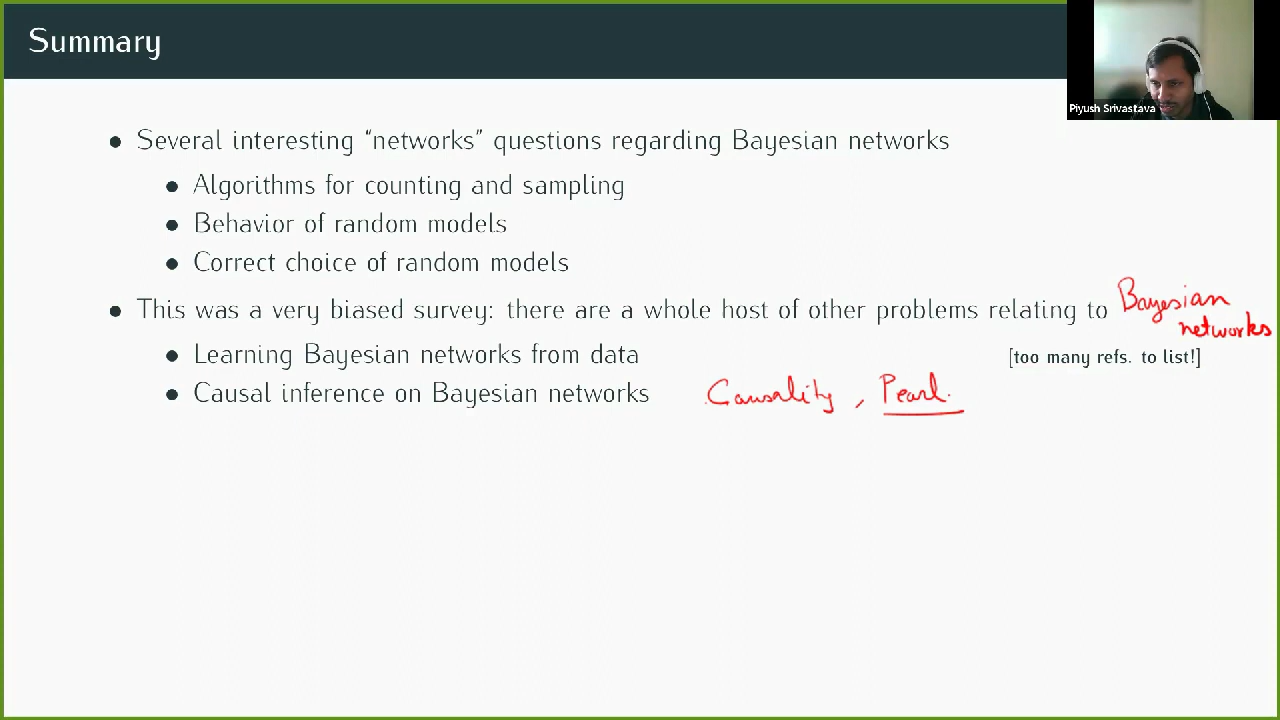 Summary
Piyush Srivastava
• Several interesting “networks” questions regarding Bayesian networks
• Algorithms for counting and sampling
• Behavior of random models
• Correct choice of random models
• This was a very biased survey: there are a whole host of other problems relating to Bayesian
networks
• Learning Bayesian networks from data [too many refs. to list!]
• Causal inference on Bayesian networks Causality, Pearl.